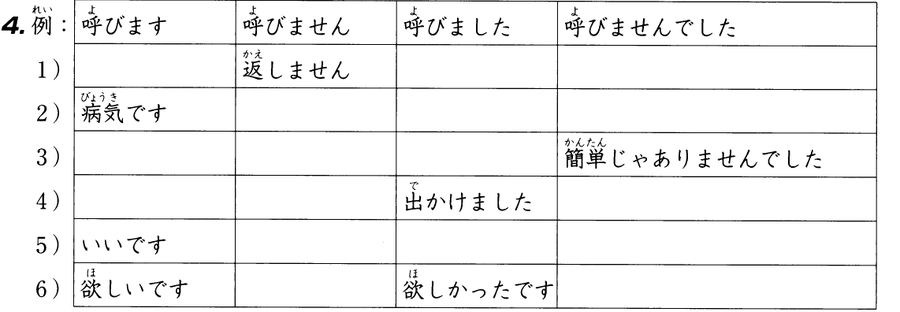 4. 例： 呼びます 呼びません 呼びました 呼びませんでした
1) 返しません
2) 病気です
3) 簡単じゃありませんでした
4) 出かけました
5) いいです
6) 欲しいです 欲しかったです